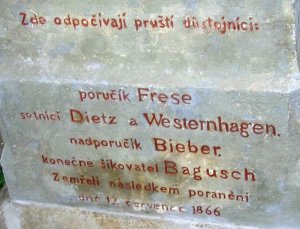 Zde odpočívají pruští důstojníci:
poručík Frese
setníci Dietz a Westernhagen.
nadporučík Bieber.
konečně šikovatel Bagusch
Zemřeli následkem poranění
dne 12. července 1866